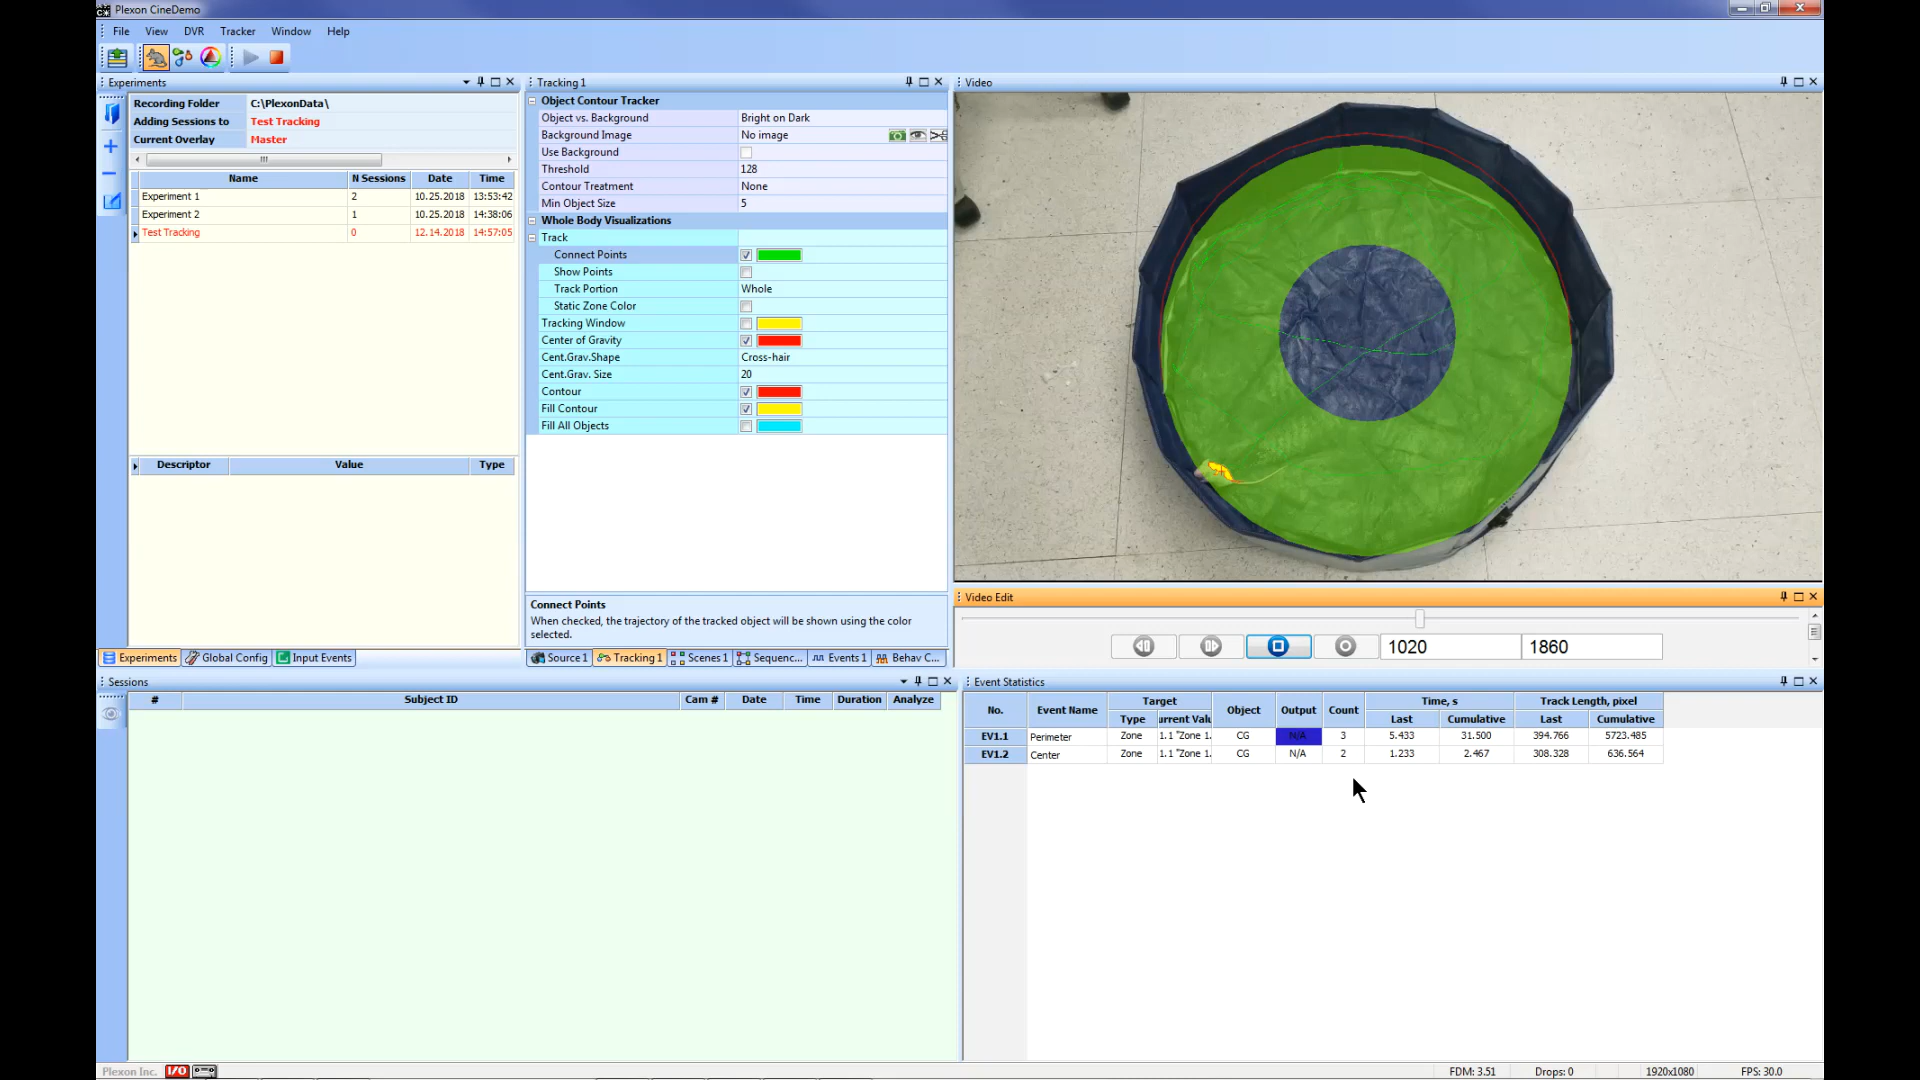 Plexon CineDemo
File View DVR Tracker Window Help
Experiments
Recording Folder C:\PlexonData\
Adding Sessions to Test Tracking
Current Overlay Master
Name N Sessions Date Time
Experiment 1 2 10.25.2018 13:53:42
Experiment 2 1 10.25.2018 14:38:06
Test Tracking 0 12.14.2018 14:57:05
Descriptor Value Type
Experiments Global Config Input Events
Tracking 1
Object Contour Tracker
Object vs. Background Bright on Dark
Background Image No image
Use Background
Threshold 128
Contour Treatment None
Min Object Size 5
Whole Body Visualizations
Track
Connect Points
Show Points
Track Portion Whole
Static Zone Color
Tracking Window
Center of Gravity
Cent.Grav.Shape Cross-hair
Cent.Grav. Size 20
Contour
Fill Contour
Fill All Objects
Connect Points
When checked, the trajectory of the tracked object will be shown using the color
selected.
Source 1 Tracking 1 Scenes 1 Sequenc... Events 1 Behav C...
Video
Video Edit
1020 1860
Sessions
# Subject ID Cam # Date Time Duration Analyze
Event Statistics
No. Event Name Target Object Output Count Time, s Track Length, pixel
Type urrent Valu Last Cumulative Last Cumulative
EV1.1 Perimeter Zone 1.1 "Zone 1. CG N/A 3 5.433 31.500 394.766 5723.485
EV1.2 Center Zone 1.1 "Zone 1. CG N/A 2 1.233 2.467 308.328 636.564
Plexon Inc. I/O FDM: 3.51 Drops: 0 1920x1080 FPS: 30.0